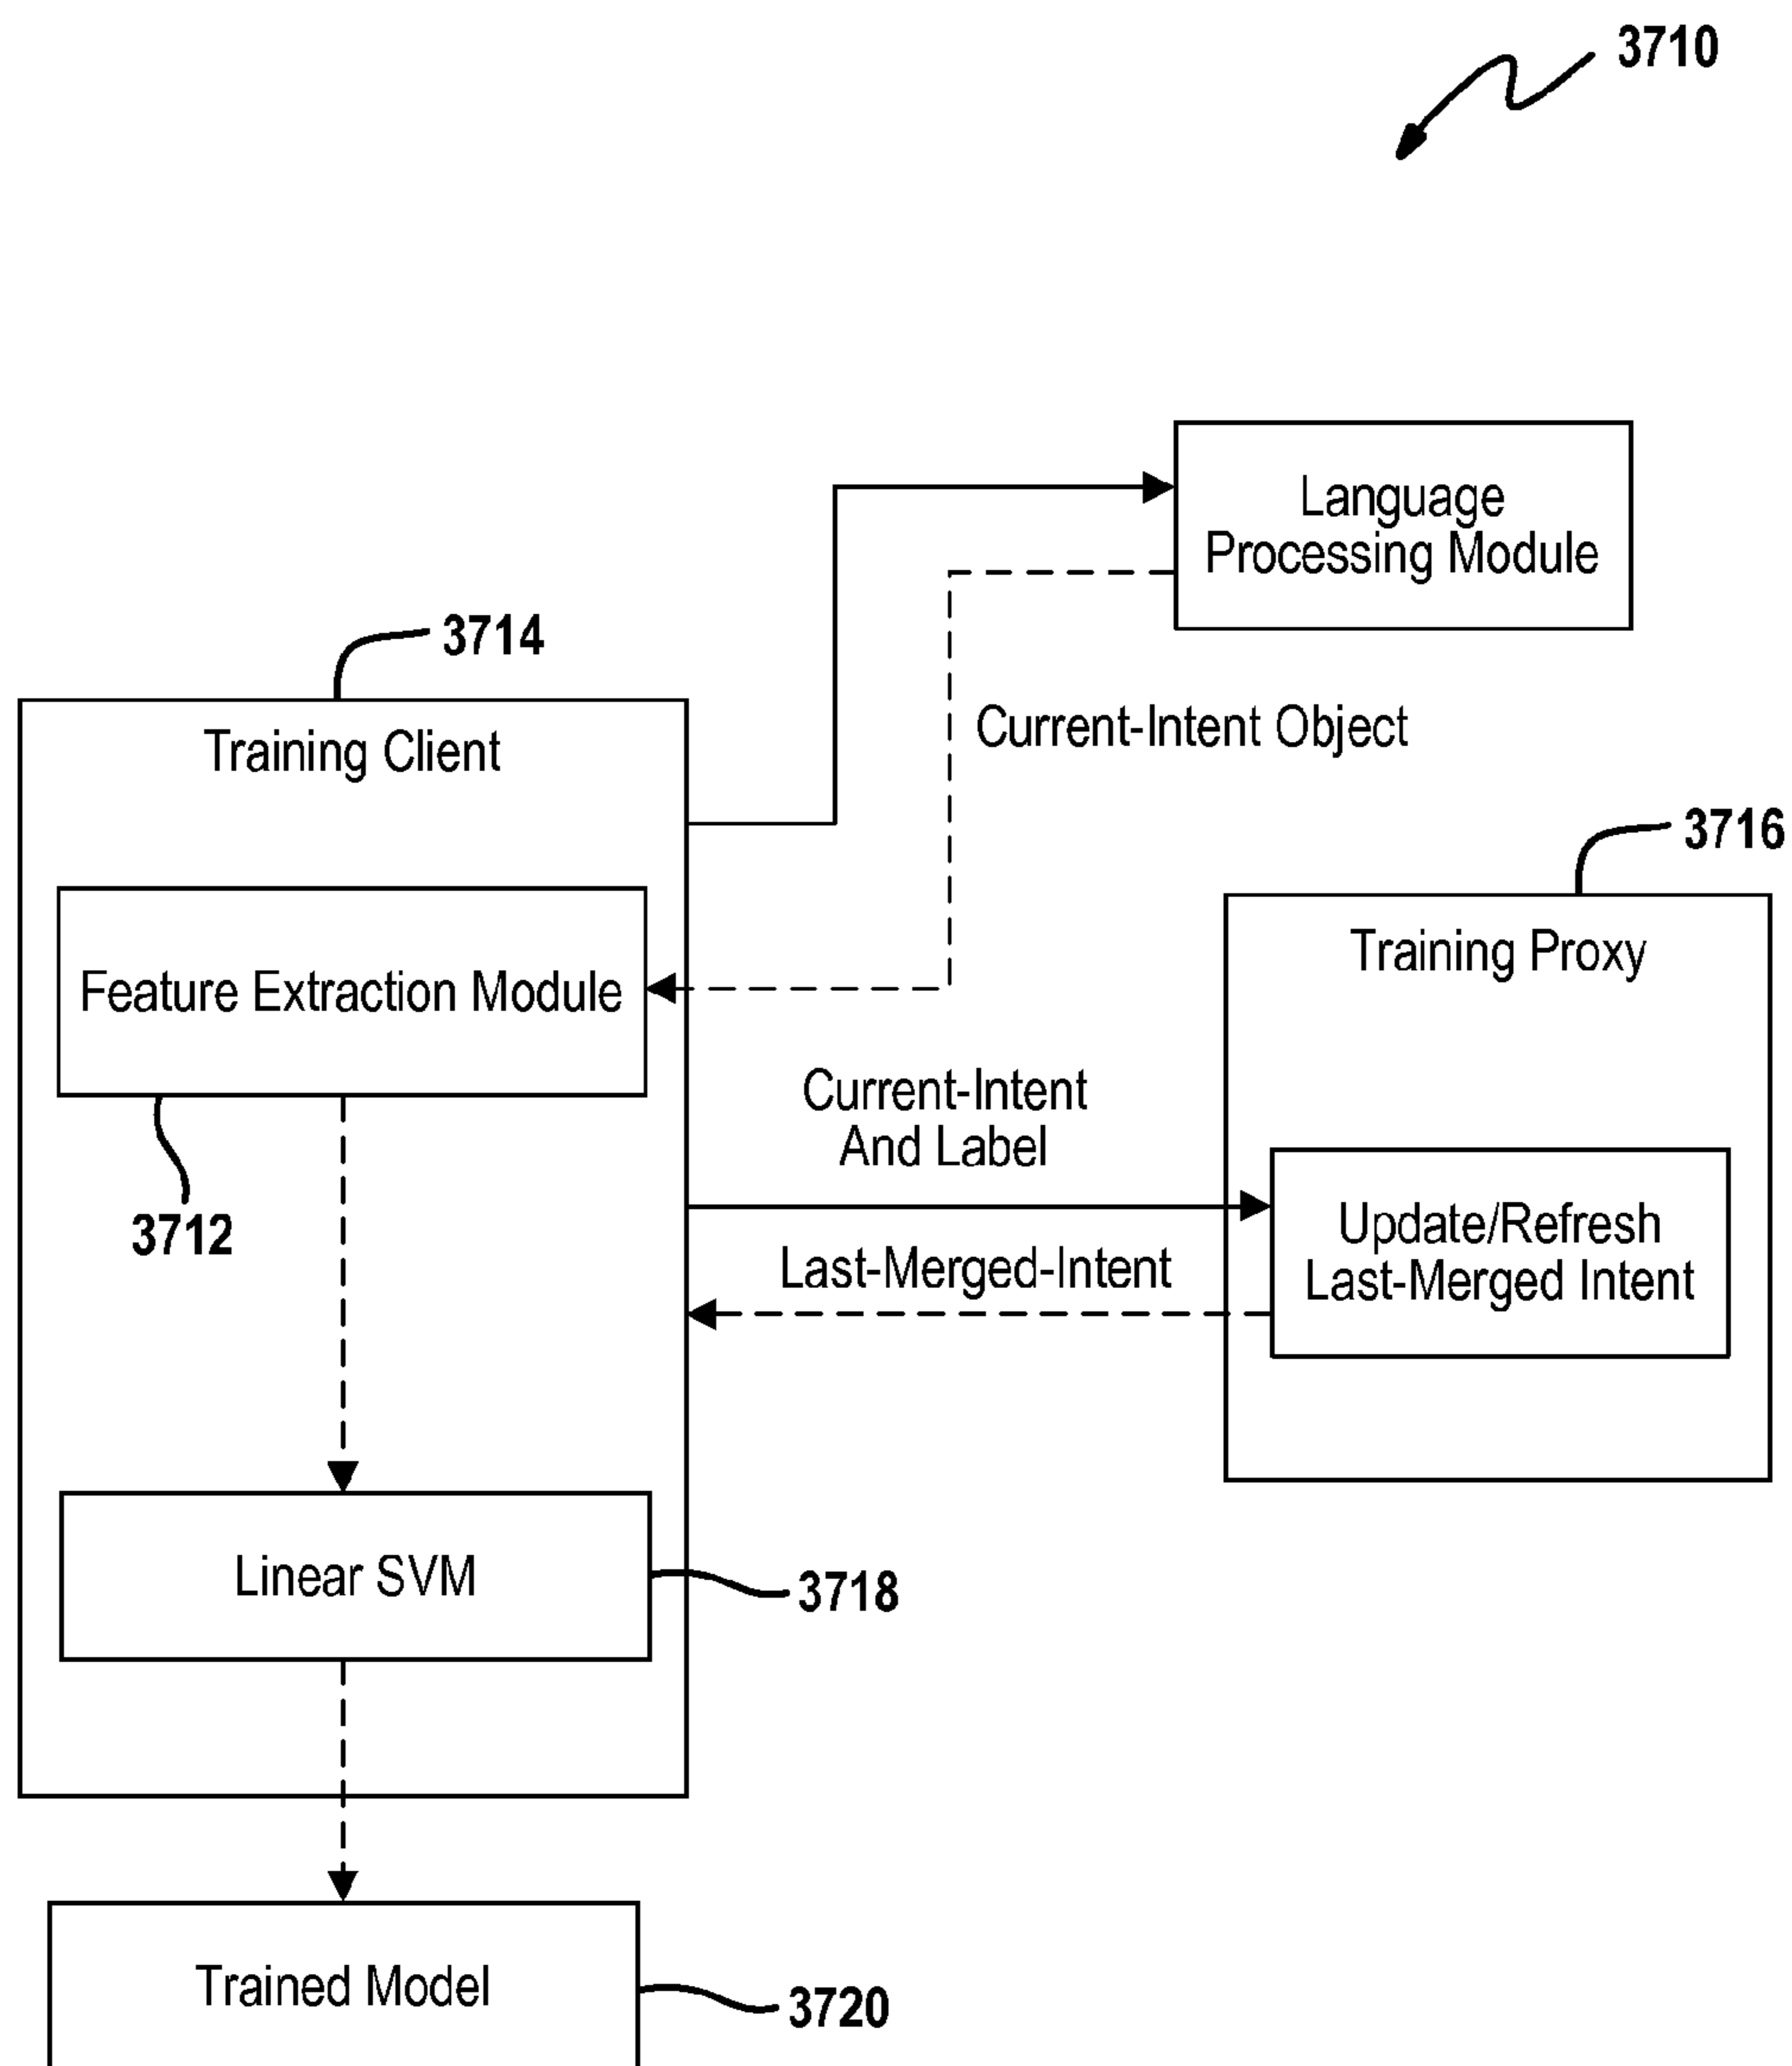 3710
Language
Processing Module
3714
Training Client
Current-Intent Object
3716
Training Proxy
Feature Extraction Module
Current-Intent
And Label
3712
Update/Refresh
Last-Merged Intent
Last-Merged-Intent
Linear SVM
3718
Trained Model
3720